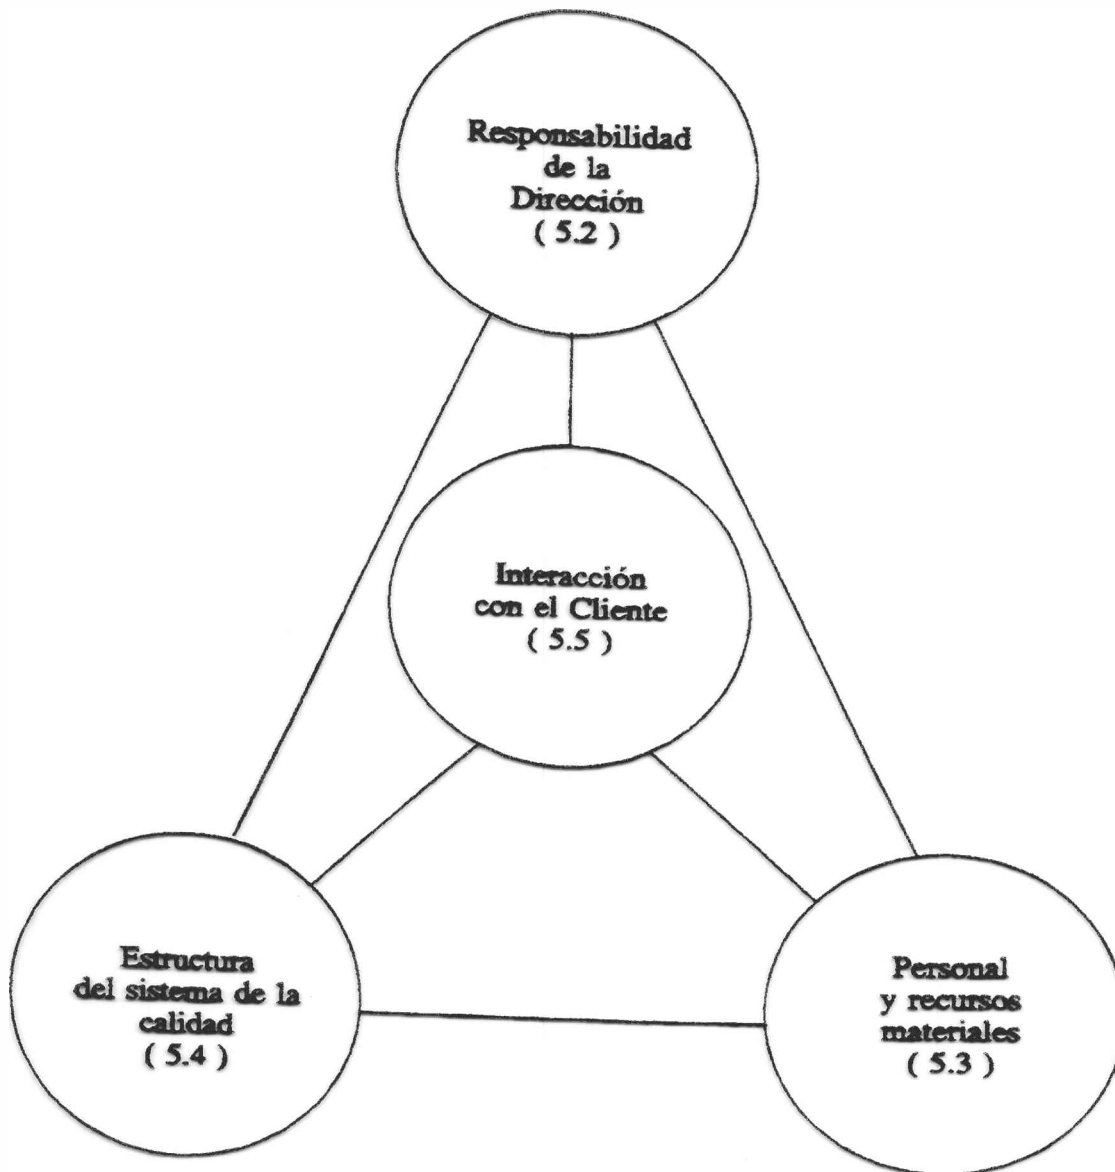 Responsabilidad
de la
Dirección
( 5.2 )
Interacción
con el Cliente
( 5.5 )
Estructura
del sistema de la
calidad
( 5.4 )
Personal
y recursos
materiales
( 5.3 )